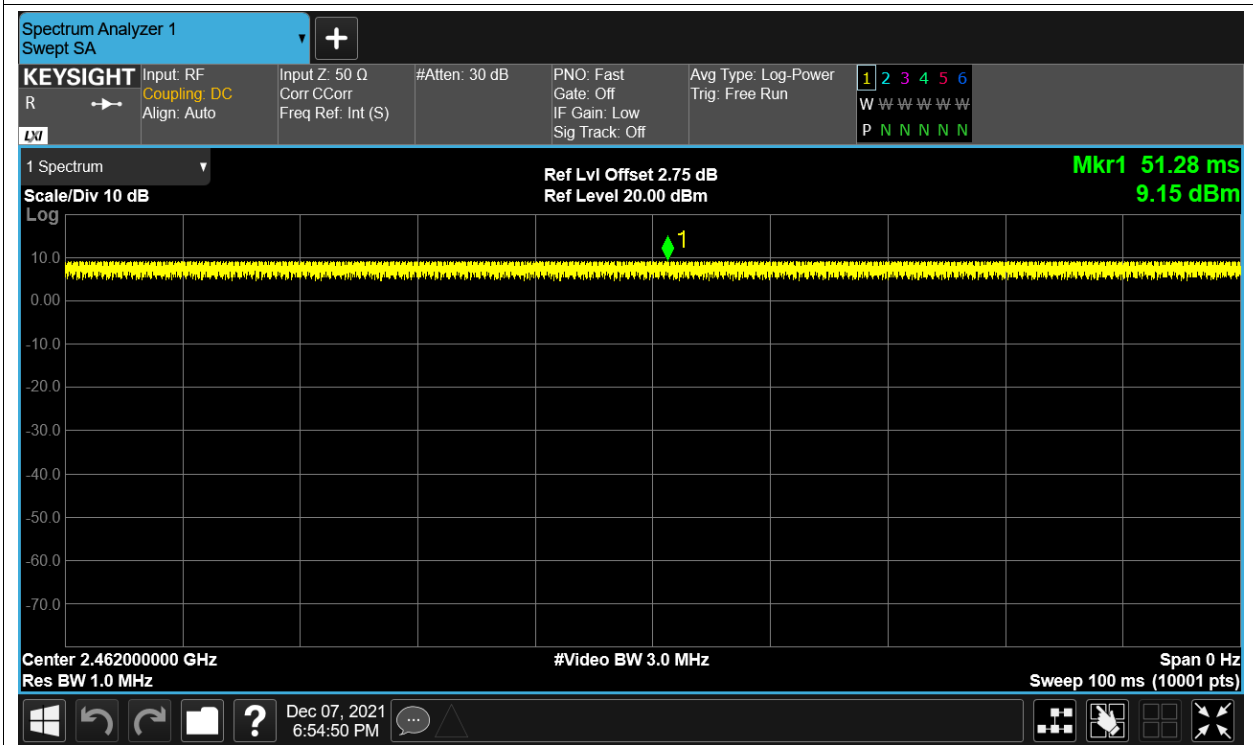 Spectrum Analyzer 1
Swept SA
KEYSIGHT
R
LXI
Input: RF
Coupling: DC
Align: Auto
Input Z: 50 Ω
Corr CCorr
Freq Ref: Int (S)
#Atten: 30 dB
PNO: Fast
Gate: Off
IF Gain: Low
Sig Track: Off
Avg Type: Log-Power
Trig: Free Run
1 2 3 4 5 6
W W W W W W
P N N N N N
1 Spectrum
Scale/Div 10 dB
Ref Lvl Offset 2.75 dB
Ref Level 20.00 dBm
Mkr1 51.28 ms
9.15 dBm
Log
1
10.0
0.00
-10.0
-20.0
-30.0
-40.0
-50.0
-60.0
-70.0
Center 2.462000000 GHz
Res BW 1.0 MHz
#Video BW 3.0 MHz
Span 0 Hz
Sweep 100 ms (10001 pts)
?
Dec 07, 2021
6:54:50 PM